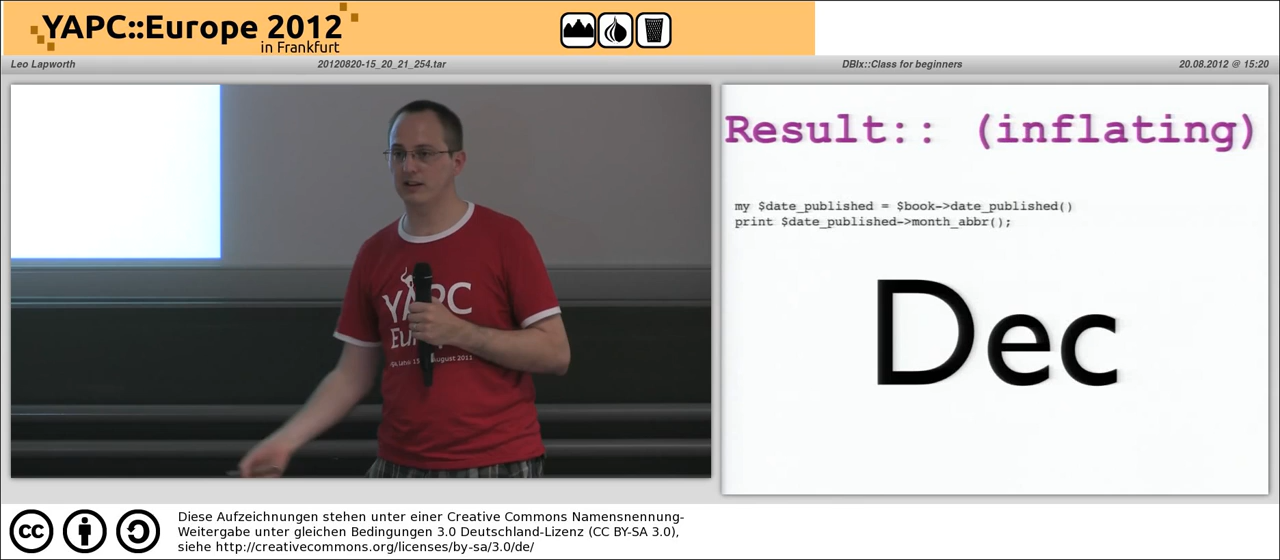 YAPC::Europe 2012
in Frankfurt
Leo Lapworth 20120820-15_20_21_254.tar DBIx::Class for beginners 20.08.2012 @ 15:20
YAPC
August 2011
Result:: (inflating)
my $date_published = $book->date_published()
print $date_published->month_abbr();
Dec
cc
Diese Aufzeichnungen stehen unter einer Creative Commons Namensnennung-
Weitergabe unter gleichen Bedingungen 3.0 Deutschland-Lizenz (CC BY-SA 3.0),
siehe http://creativecommons.org/licenses/by-sa/3.0/de/